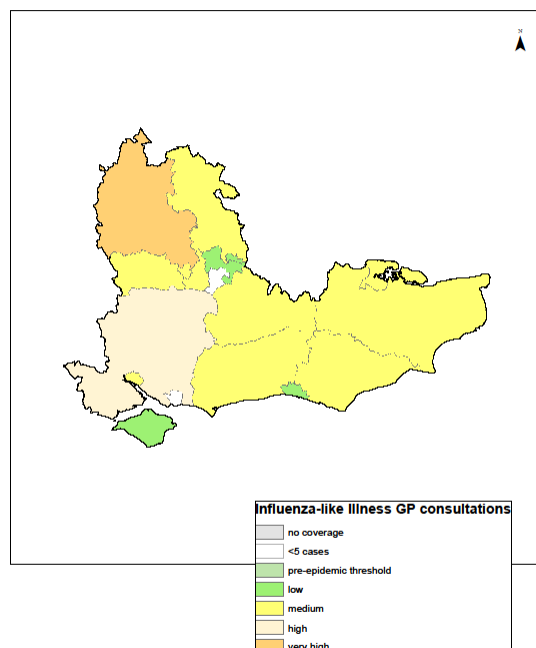 N
Influenza-like Illness GP consultations
no coverage
<5 cases
pre-epidemic threshold
low
medium
high
very high